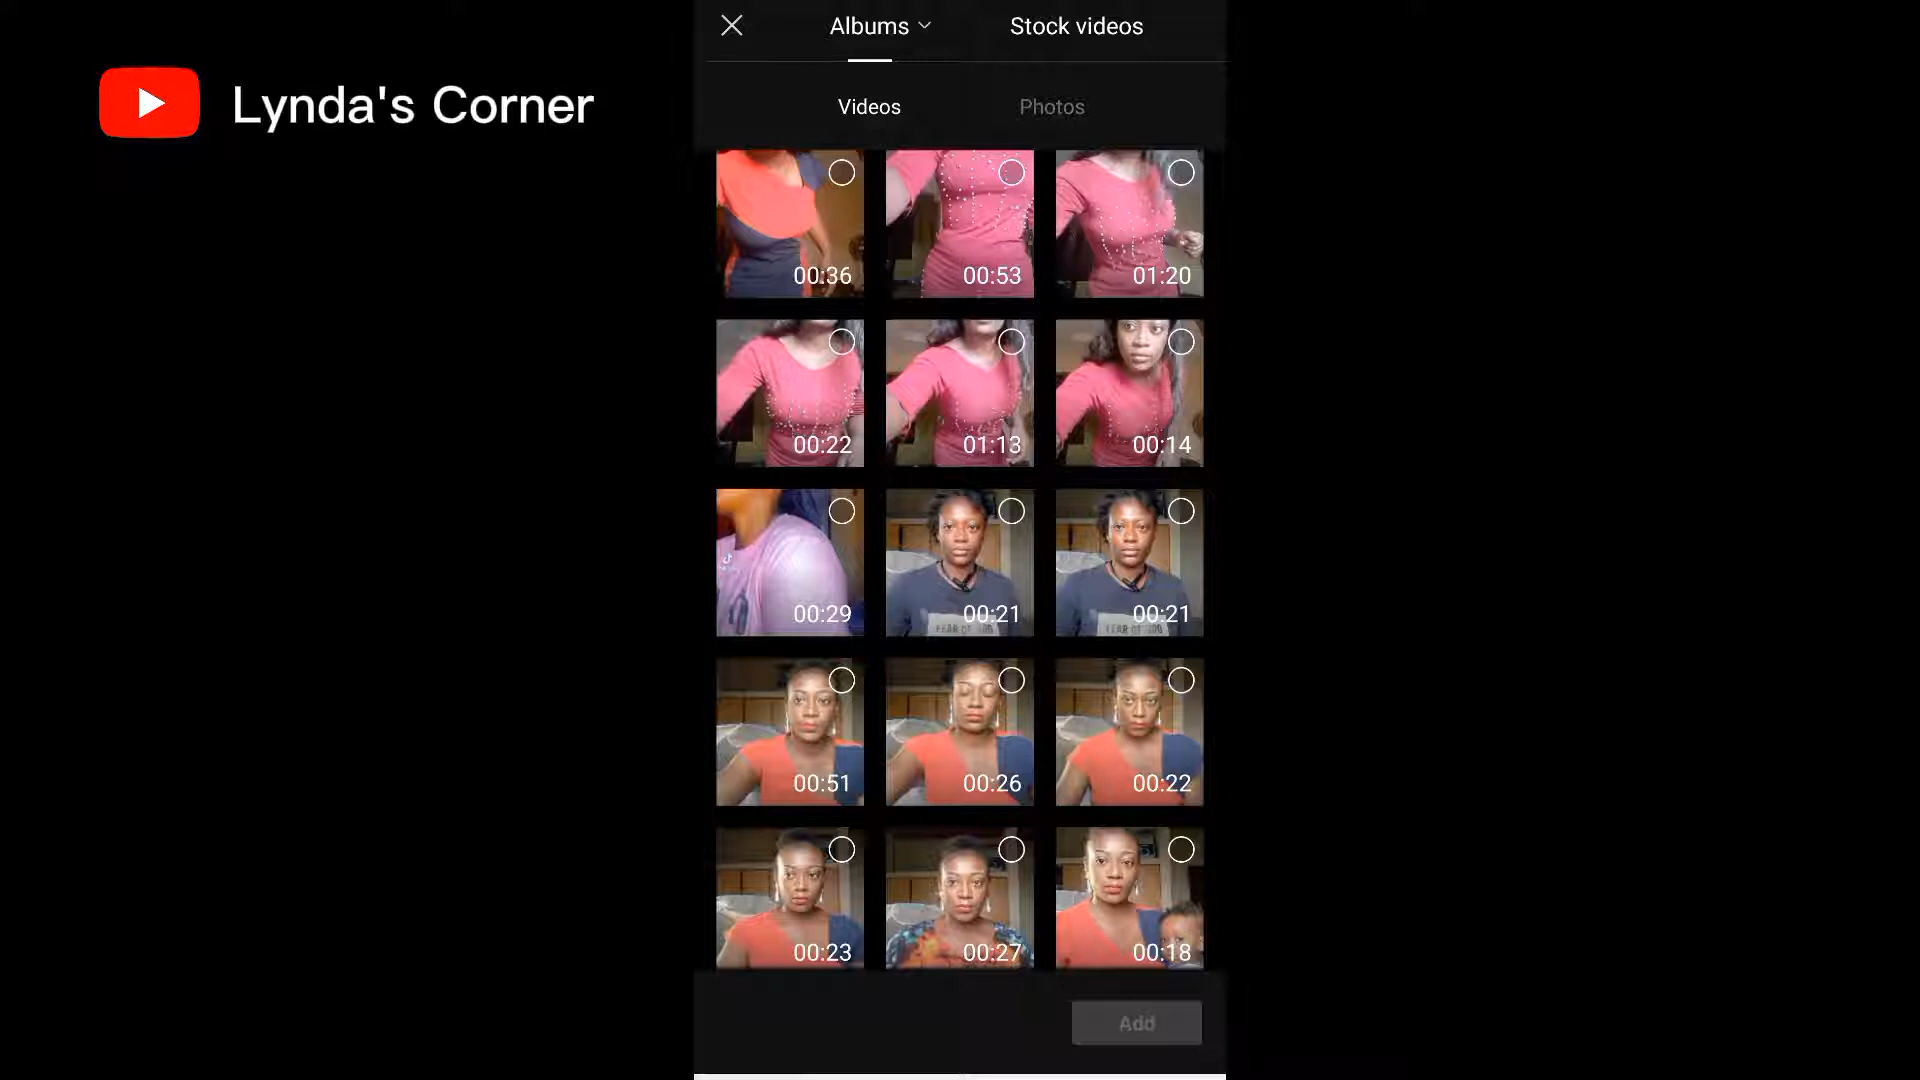 Lynda's Corner
Albums
Stock videos
Videos
Photos
00:36
00:53
01:20
00:22
01:13
00:14
00:29
00:21
00:21
00:51
00:26
00:22
00:23
00:27
00:18
Add